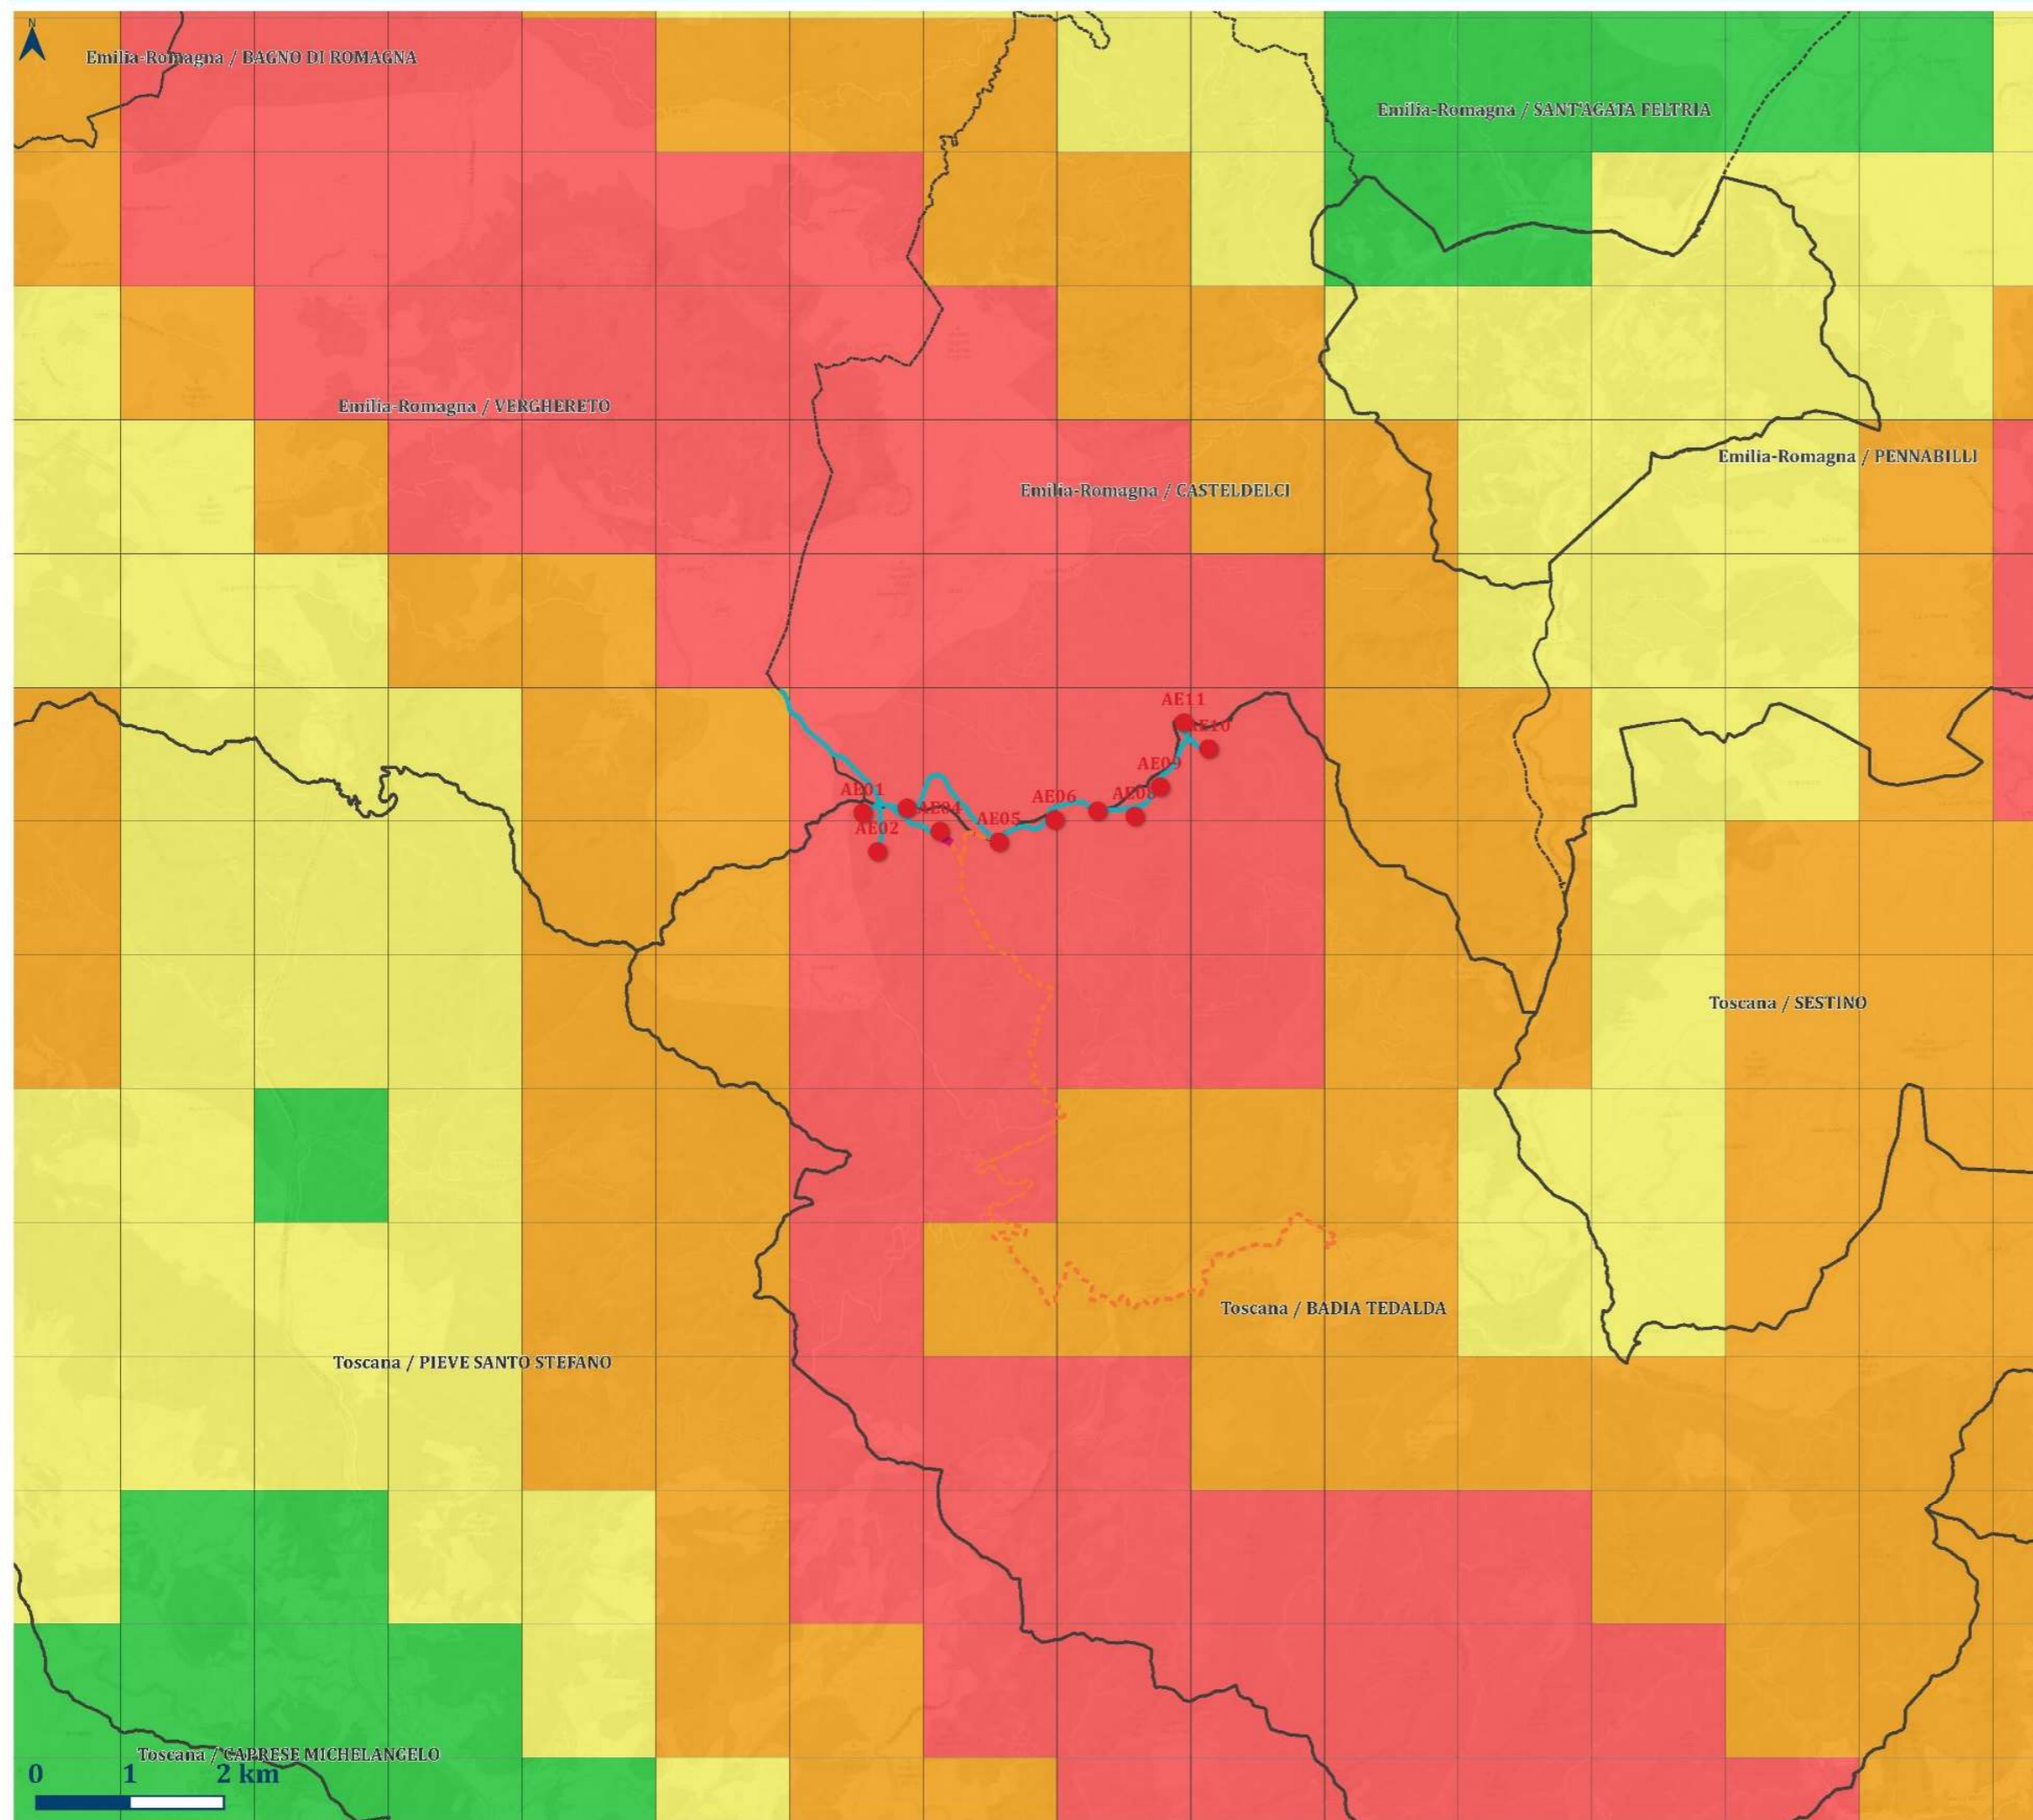 N
Emilia-Romagna / BAGNO DI ROMAGNA
Emilia-Romagna / SANT'AGATA FELTRIA
Emilia-Romagna / VERGHERETO
Emilia-Romagna / PENNABILLI
Emilia-Romagna / CASTELDELCI
AE11
AE09
AE01
AE06
AE08
AE04
AE05
AE02
Toscana / SESTINO
Toscana / BADIA TEDALDA
Toscana / PIEVE SANTO STEFANO
Toscana / CAPRESE MICHELANGELO
0 1 2 km